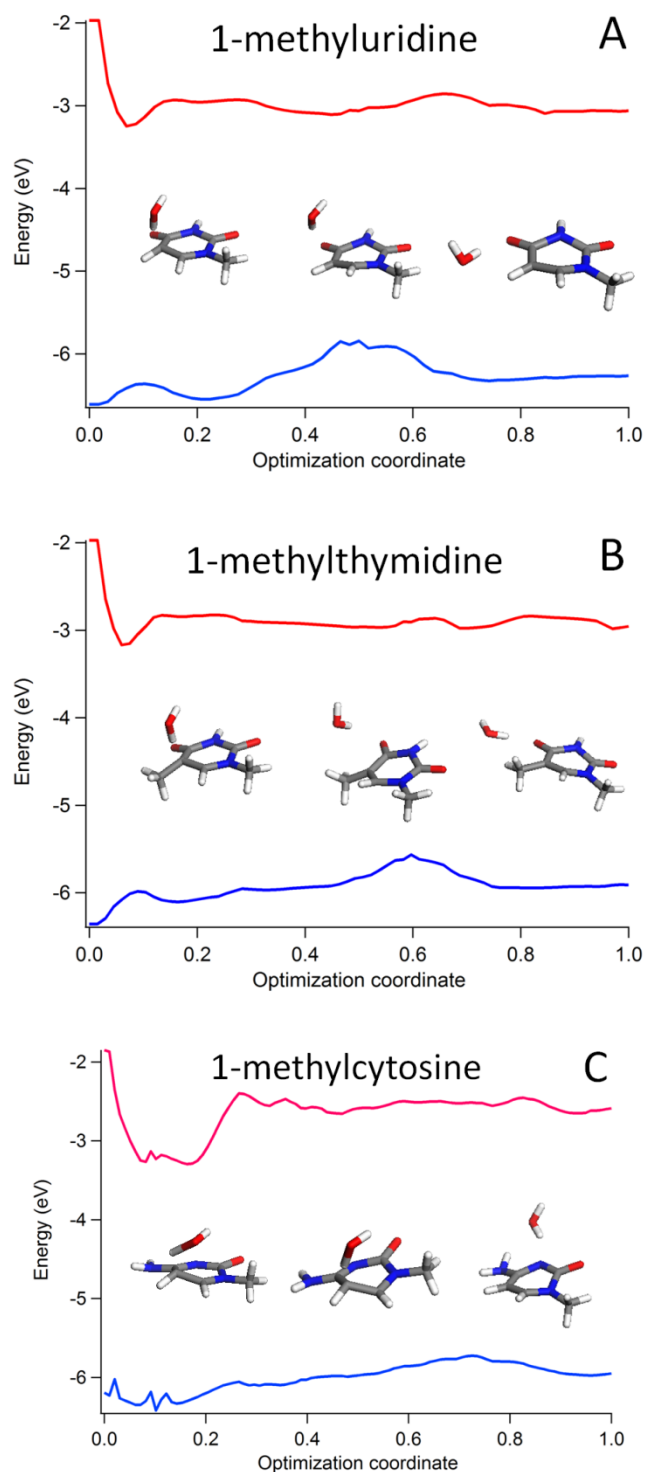 1-methyluridine
A
Energy (eV)
-2
-3
-4
-5
-6
0.0 0.2 0.4 0.6 0.8 1.0
Optimization coordinate
1-methylthymidine
B
Energy (eV)
-2
-3
-4
-5
-6
0.0 0.2 0.4 0.6 0.8 1.0
Optimization coordinate
1-methylcytosine
C
Energy (eV)
-2
-3
-4
-5
-6
0.0 0.2 0.4 0.6 0.8 1.0
Optimization coordinate